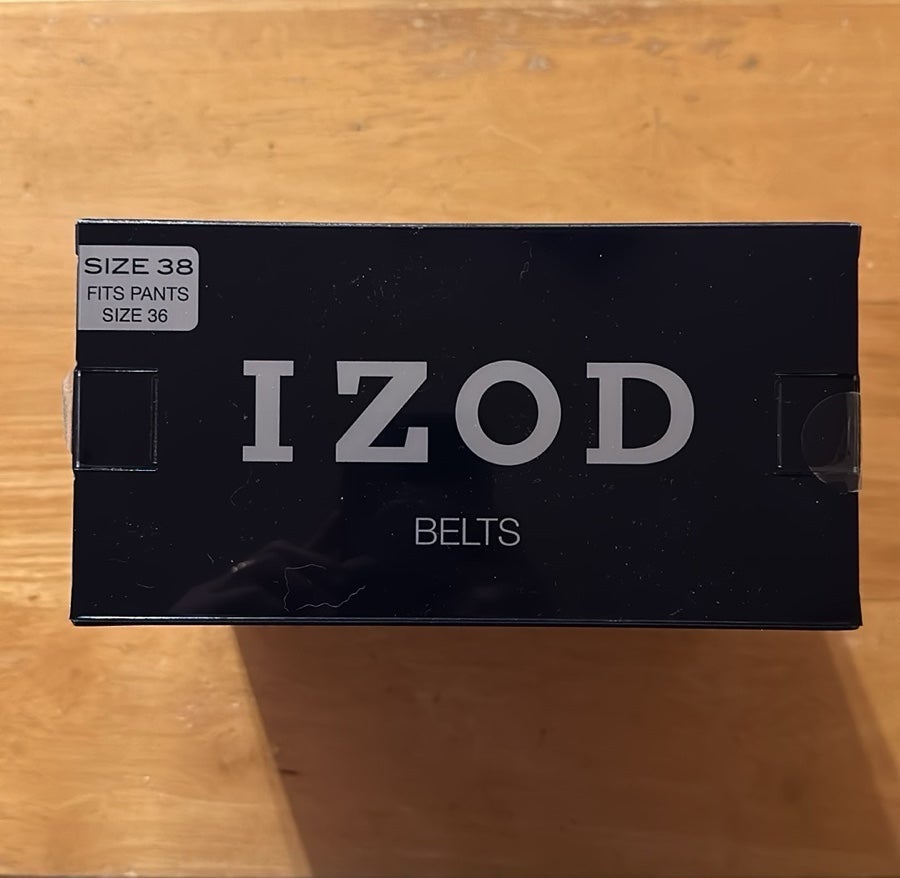 SIZE 38
FITS PANTS
SIZE 36
IZOD
BELTS